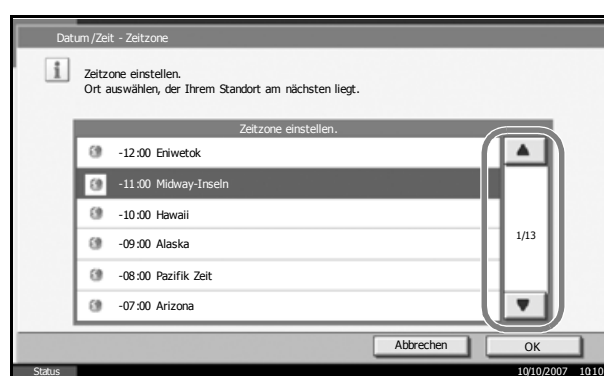 Datum/Zeit - Zeitzone
i
Zeitzone einstellen.
Ort auswählen, der Ihrem Standort am nächsten liegt.
Zeitzone einstellen.
-12:00 Eniwetok
-11:00 Midway-Inseln
-10:00 Hawaii
-09:00 Alaska
1/13
-08:00 Pazifik Zeit
-07:00 Arizona
Abbrechen OK
Status 10/10/2007 10:10